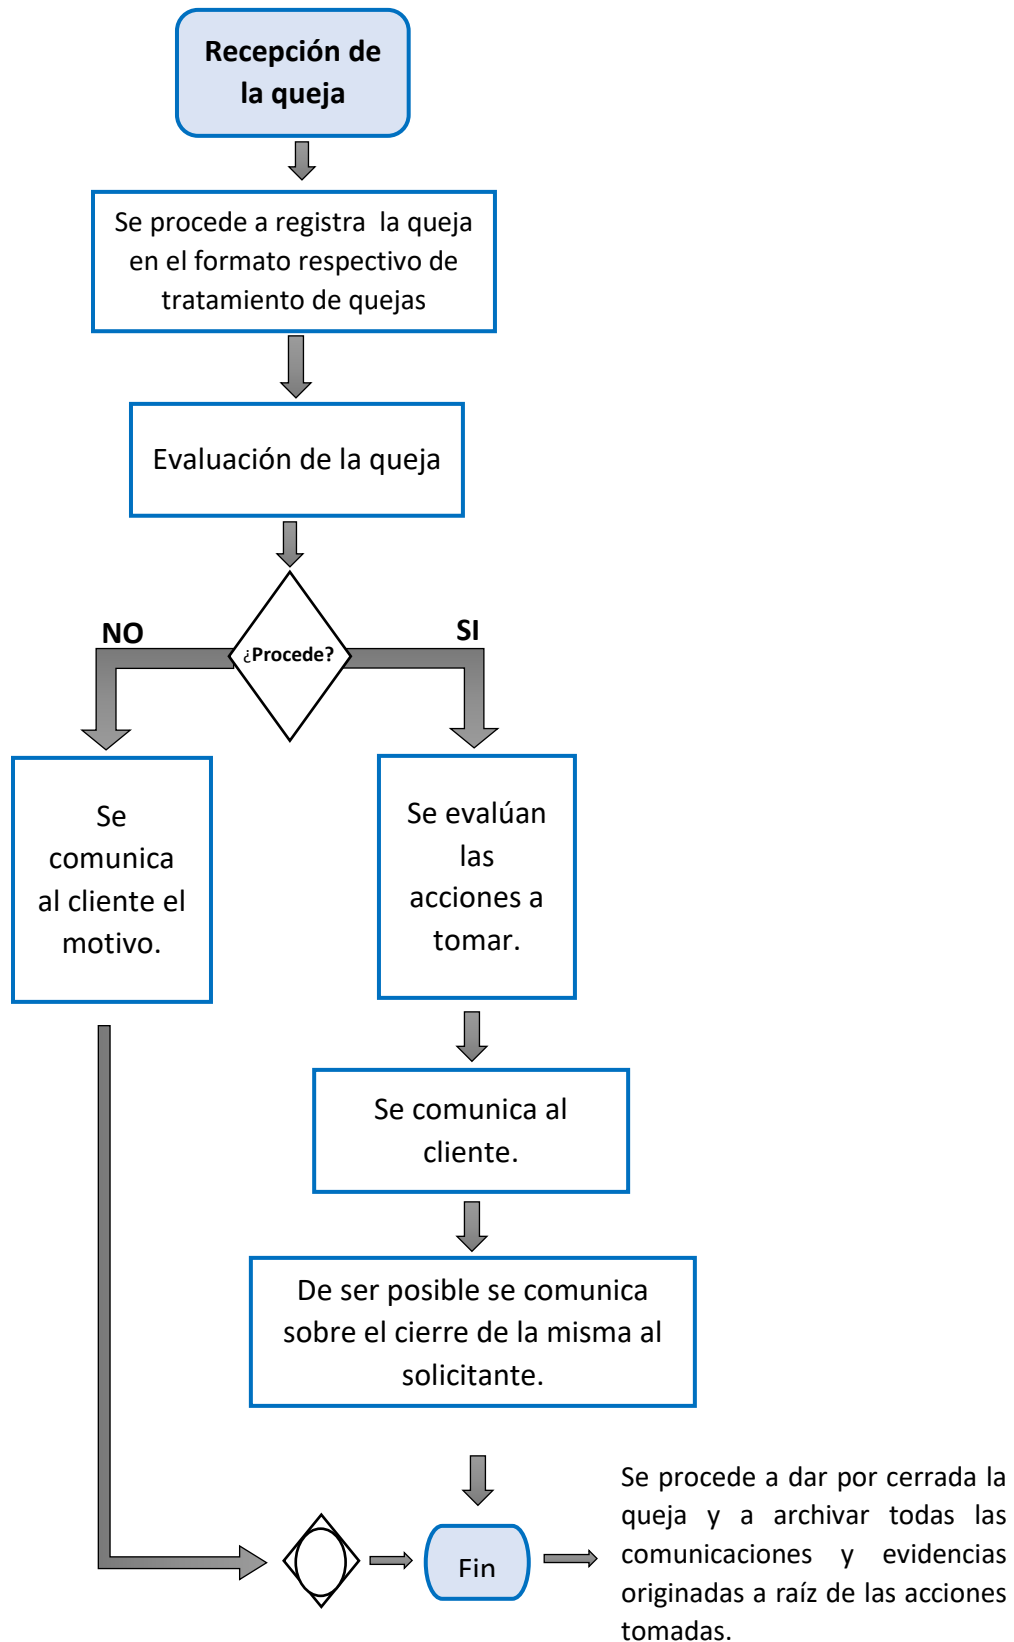 Recepción de
la queja
Se procede a registra la queja
en el formato respectivo de
tratamiento de quejas
Evaluación de la queja
NO
SI
¿Procede?
Se
comunica
al cliente el
motivo.
Se evalúan
las
acciones a
tomar.
Se comunica al
cliente.
De ser posible se comunica
sobre el cierre de la misma al
solicitante.
Fin
Se procede a dar por cerrada la
queja y a archivar todas las
comunicaciones y evidencias
originadas a raíz de las acciones
tomadas.